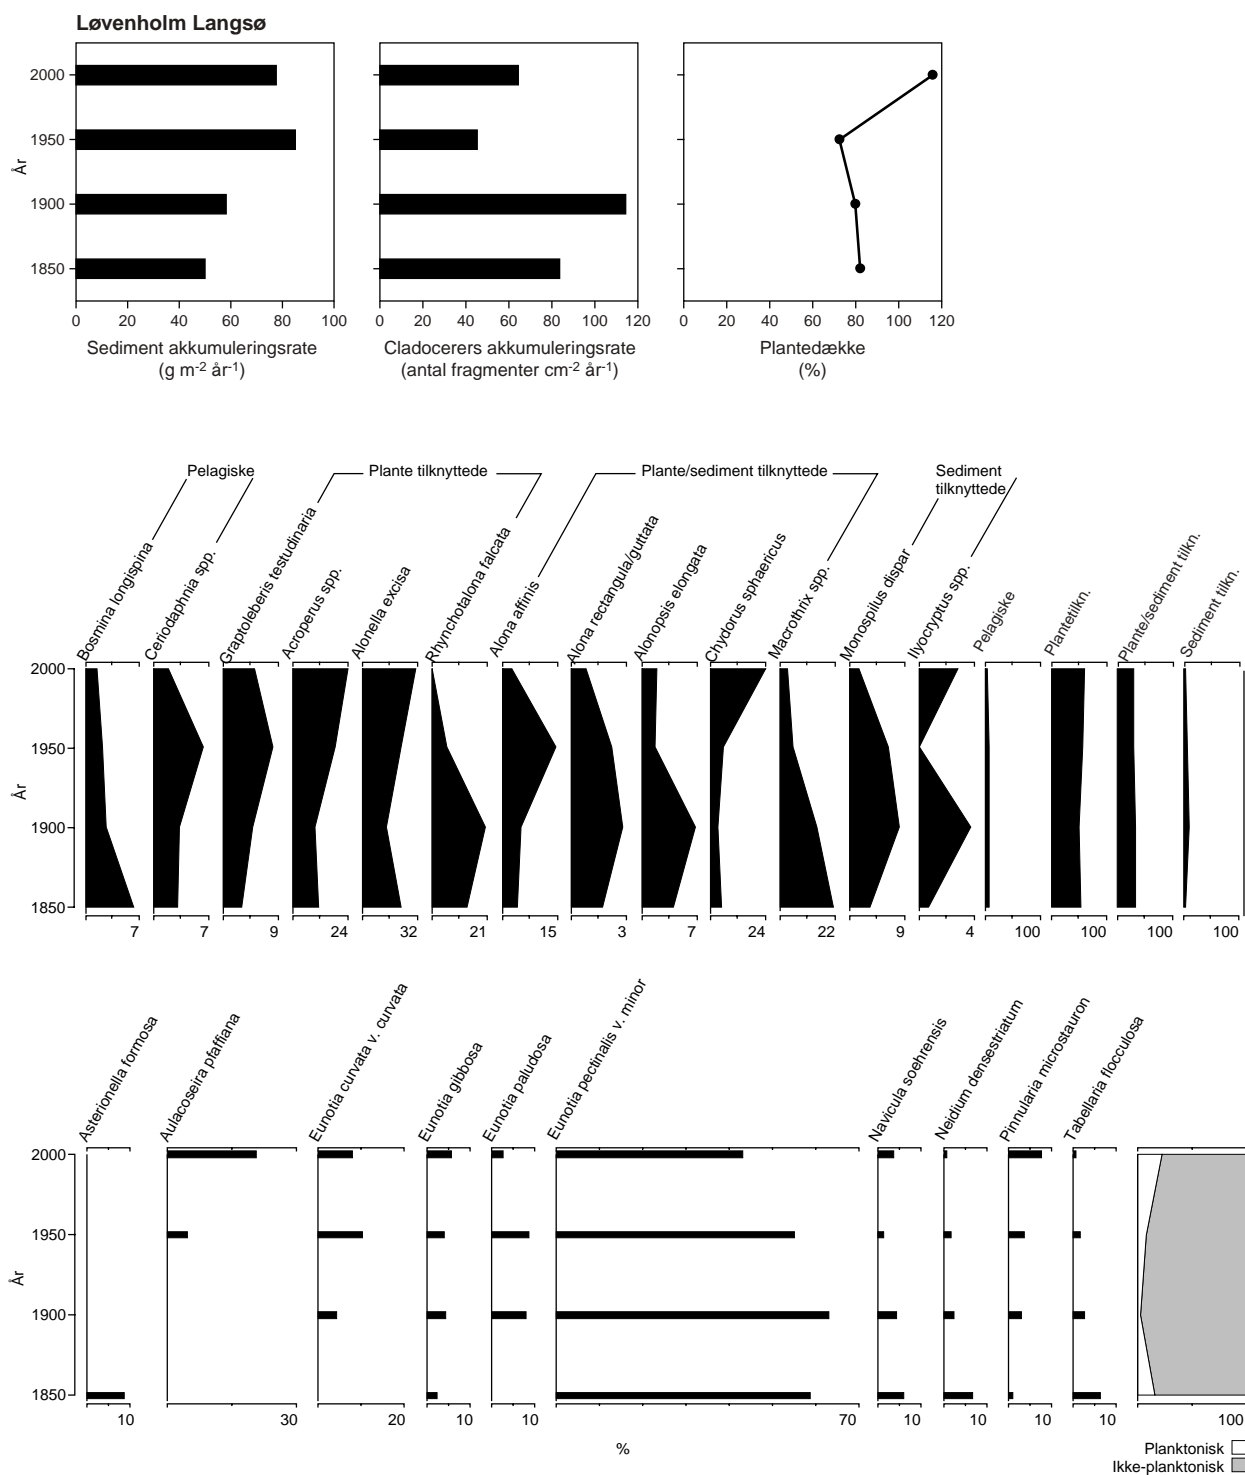 Løvenholm Langsø
2000
1950
1900
1850
År
0 20 40 60 80 100
0 20 40 60 80 100 120
0 20 40 60 80 100 120
Sediment akkumuleringsrate
(g m-2 år-1)
Cladocerers akkumuleringsrate
(antal fragmenter cm-2 år-1)
Plantedække
(%)
Pelagiske
Plante tilknyttede
Plante/sediment tilknyttede
Sediment
tilknyttede
Bosmina longispina
Ceriodaphnia spp.
Graptoleberis testudinaria
Acroperus spp.
Alonella excisa
Rhynchotalona falcata
Alona affinis
Alona rectangula/guttata
Alonopsis elongata
Chydorus sphaericus
Macrothrix spp.
Monospilus dispar
Ilyocryptus spp.
Pelagiske
Plantetilkn.
Plante/sediment tilkn.
Sediment tilkn.
2000
1950
1900
1850
År
7 7 9 24 32 21 15 3 7 24 22 9 4 100 100 100 100
Asterionella formosa
Aulacoseira pfaffiana
Eunotia curvata v. curvata
Eunotia gibbosa
Eunotia paludosa
Eunotia pectinalis v. minor
Navicula soehrensis
Neidium densestriatum
Pinnularia microstauron
Tabellaria flocculosa
2000
1950
1900
1850
År
10 30 20 10 10 70 10 10 10 10 100
%
Planktonisk
Ikke-planktonisk